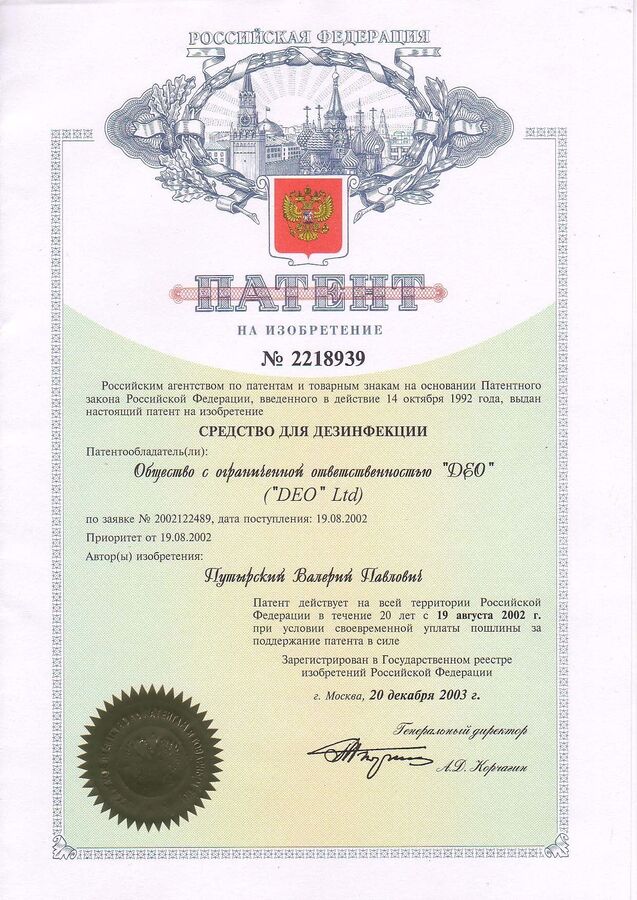 РОССИЙСКАЯ ФЕДЕРАЦИЯ
ПАТЕНТ
НА ИЗОБРЕТЕНИЕ
№ 2218939
Российским агентством по патентам и товарным знакам на основании Патентного
закона Российской Федерации, введенного в действие 14 октября 1992 года, выдан
настоящий патент на изобретение
СРЕДСТВО ДЛЯ ДЕЗИНФЕКЦИИ
Патентообладатель(ли):
Общество с ограниченной ответственностью "ДЕО"
("DEO" Ltd)
по заявке № 2002122489, дата поступления: 19.08.2002
Приоритет от 19.08.2002
Автор(ы) изобретения:
Путырский Валерий Павлович
Патент действует на всей территории Российской
Федерации в течение 20 лет с 19 августа 2002 г.
при условии своевременной уплаты пошлины за
поддержание патента в силе
Зарегистрирован в Государственном реестре
изобретений Российской Федерации
г. Москва, 20 декабря 2003 г.
Генеральный директор
А.Д. Корчагин